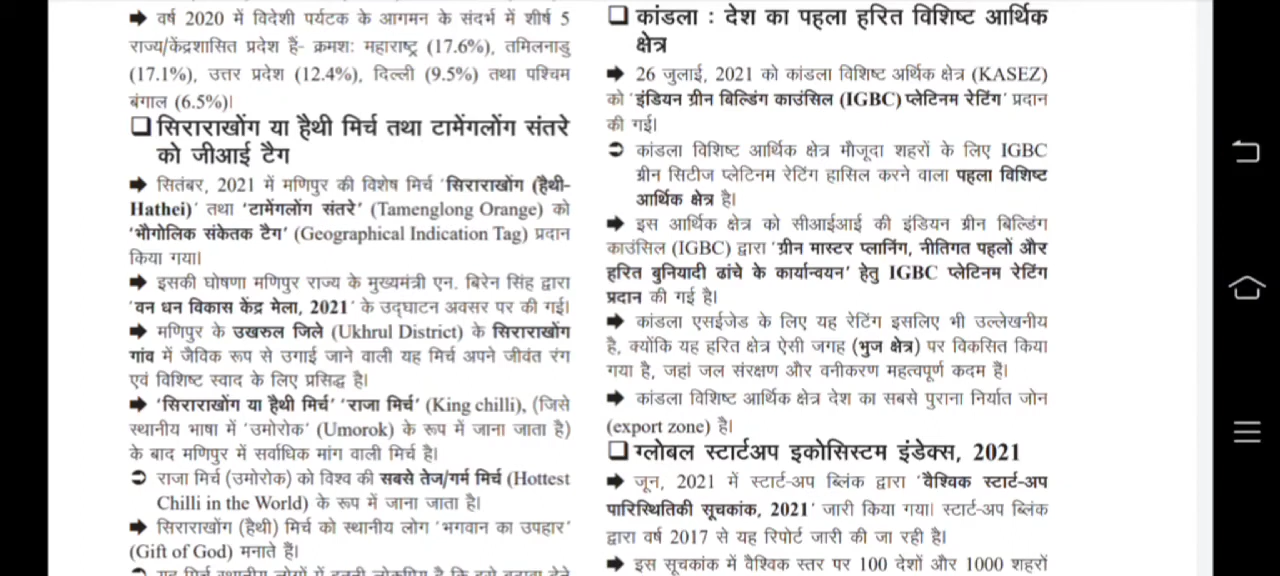 ➡ वर्ष 2020 में विदेशी पर्यटक के आगमन के संदर्भ में शीर्ष 5
राज्य/केंद्रशासित प्रदेश हैं- क्रमशः महाराष्ट्र (17.6%), तमिलनाडु
(17.1%), उत्तर प्रदेश (12.4%), दिल्ली (9.5%) तथा पश्चिम
बंगाल (6.5%)।
❑ सिराराखोंग या हैथी मिर्च तथा टामेंगलोंग संतरे
को जीआई टैग
➡ सितंबर, 2021 में मणिपुर की विशेष मिर्च 'सिराराखोंग (हैथी-
Hathei)' तथा 'टामेंगलोंग संतरे' (Tamenglong Orange) को
'भौगोलिक संकेतक टैग' (Geographical Indication Tag) प्रदान
किया गया।
➡ इसकी घोषणा मणिपुर राज्य के मुख्यमंत्री एन. बिरेन सिंह द्वारा
'वन धन विकास केंद्र मेला, 2021' के उद्घाटन अवसर पर की गई।
➡ मणिपुर के उखरुल जिले (Ukhrul District) के सिराराखोंग
गांव में जैविक रूप से उगाई जाने वाली यह मिर्च अपने जीवंत रंग
एवं विशिष्ट स्वाद के लिए प्रसिद्ध है।
➡ 'सिराराखोंग या हैथी मिर्च' 'राजा मिर्च' (King chilli), (जिसे
स्थानीय भाषा में 'उमोरोक' (Umorok) के रूप में जाना जाता है)
के बाद मणिपुर में सर्वाधिक मांग वाली मिर्च है।
➲ राजा मिर्च (उमोरोक) को विश्व की सबसे तेज/गर्म मिर्च (Hottest
Chilli in the World) के रूप में जाना जाता है।
➡ सिराराखोंग (हैथी) मिर्च को स्थानीय लोग 'भगवान का उपहार'
(Gift of God) मनाते हैं।
❑ कांडला : देश का पहला हरित विशिष्ट आर्थिक
क्षेत्र
➡ 26 जुलाई, 2021 को कांडला विशिष्ट अर्थिक क्षेत्र (KASEZ)
को 'इंडियन ग्रीन बिल्डिंग काउंसिल (IGBC) प्लेटिनम रेटिंग' प्रदान
की गई।
➲ कांडला विशिष्ट आर्थिक क्षेत्र मौजूदा शहरों के लिए IGBC
ग्रीन सिटीज प्लेटिनम रेटिंग हासिल करने वाला पहला विशिष्ट
आर्थिक क्षेत्र है।
➡ इस आर्थिक क्षेत्र को सीआईआई की इंडियन ग्रीन बिल्डिंग
काउंसिल (IGBC) द्वारा 'ग्रीन मास्टर प्लानिंग, नीतिगत पहलों और
हरित बुनियादी ढांचे के कार्यान्वयन' हेतु IGBC प्लेटिनम रेटिंग
प्रदान की गई है।
➡ कांडला एसईजेड के लिए यह रेटिंग इसलिए भी उल्लेखनीय
है, क्योंकि यह हरित क्षेत्र ऐसी जगह (भुज क्षेत्र) पर विकसित किया
गया है, जहां जल संरक्षण और वनीकरण महत्वपूर्ण कदम हैं।
➡ कांडला विशिष्ट आर्थिक क्षेत्र देश का सबसे पुराना निर्यात जोन
(export zone) है।
❑ ग्लोबल स्टार्टअप इकोसिस्टम इंडेक्स, 2021
➡ जून, 2021 में स्टार्ट-अप ब्लिंक द्वारा 'वैश्विक स्टार्ट-अप
पारिस्थितिकी सूचकांक, 2021' जारी किया गया। स्टार्ट-अप ब्लिंक
द्वारा वर्ष 2017 से यह रिपोर्ट जारी की जा रही है।
➡ इस सूचकांक में वैश्विक स्तर पर 100 देशों और 1000 शहरों